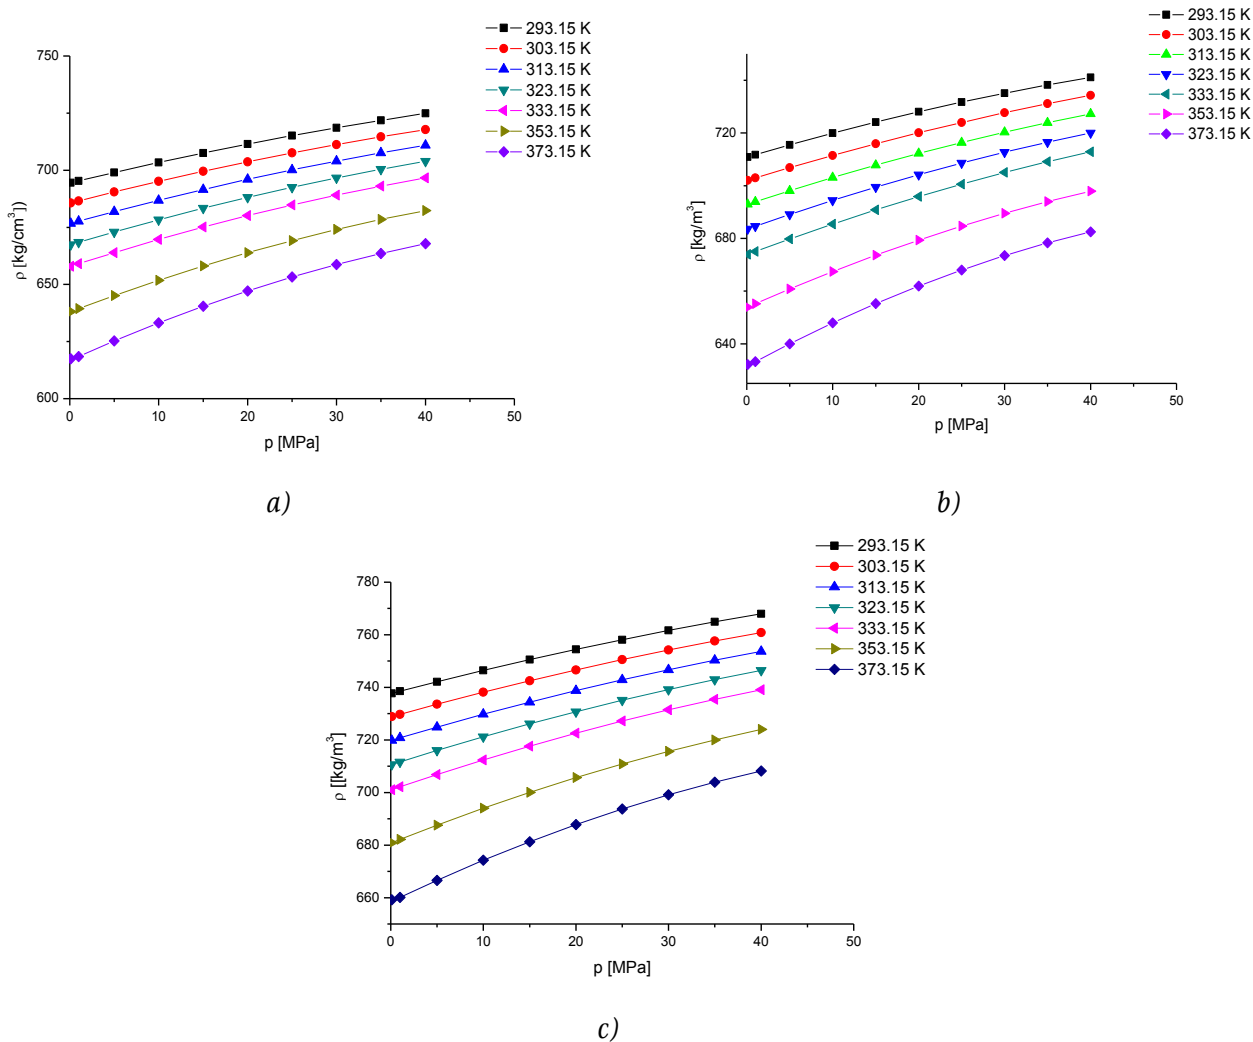 293.15 K
303.15 K
313.15 K
323.15 K
333.15 K
353.15 K
373.15 K
750
700
650
600
ρ [kg/cm³])
0 10 20 30 40 50
p [MPa]
a)
293.15 K
303.15 K
313.15 K
323.15 K
333.15 K
353.15 K
373.15 K
720
680
640
ρ [kg/m³]
0 10 20 30 40 50
p [MPa]
b)
293.15 K
303.15 K
313.15 K
323.15 K
333.15 K
353.15 K
373.15 K
780
760
740
720
700
680
660
ρ [[kg/m³]
0 10 20 30 40 50
p [MPa]
c)